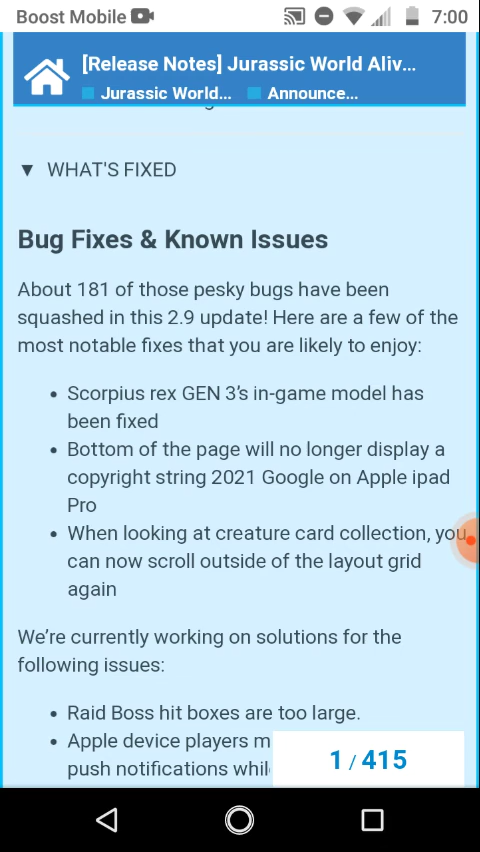 Boost Mobile 7:00
[Release Notes] Jurassic World Aliv...
Jurassic World... Announce...
▼ WHAT'S FIXED
Bug Fixes & Known Issues
About 181 of those pesky bugs have been
squashed in this 2.9 update! Here are a few of the
most notable fixes that you are likely to enjoy:
• Scorpius rex GEN 3's in-game model has
been fixed
• Bottom of the page will no longer display a
copyright string 2021 Google on Apple ipad
Pro
• When looking at creature card collection, you
can now scroll outside of the layout grid
again
We're currently working on solutions for the
following issues:
• Raid Boss hit boxes are too large.
• Apple device players m
push notifications whil
1 / 415